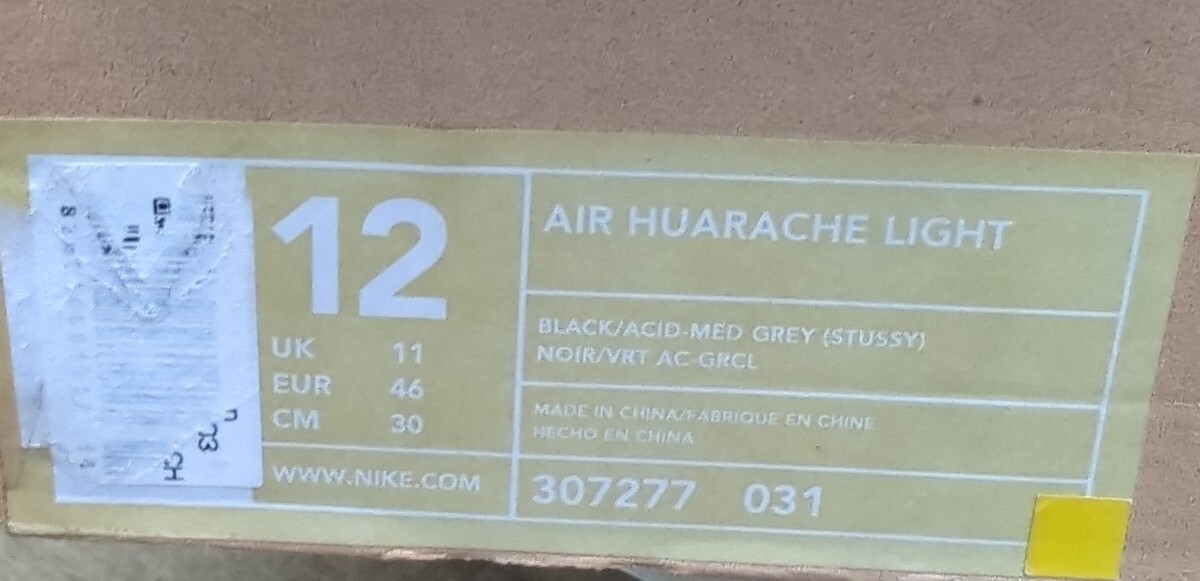 12
UK 11
EUR 46
CM 30
WWW.NIKE.COM
AIR HUARACHE LIGHT
BLACK/ACID-MED GREY (STUSSY)
NOIR/VRT AC-GRCL
MADE IN CHINA/FABRIQUE EN CHINE
HECHO EN CHINA
307277 031